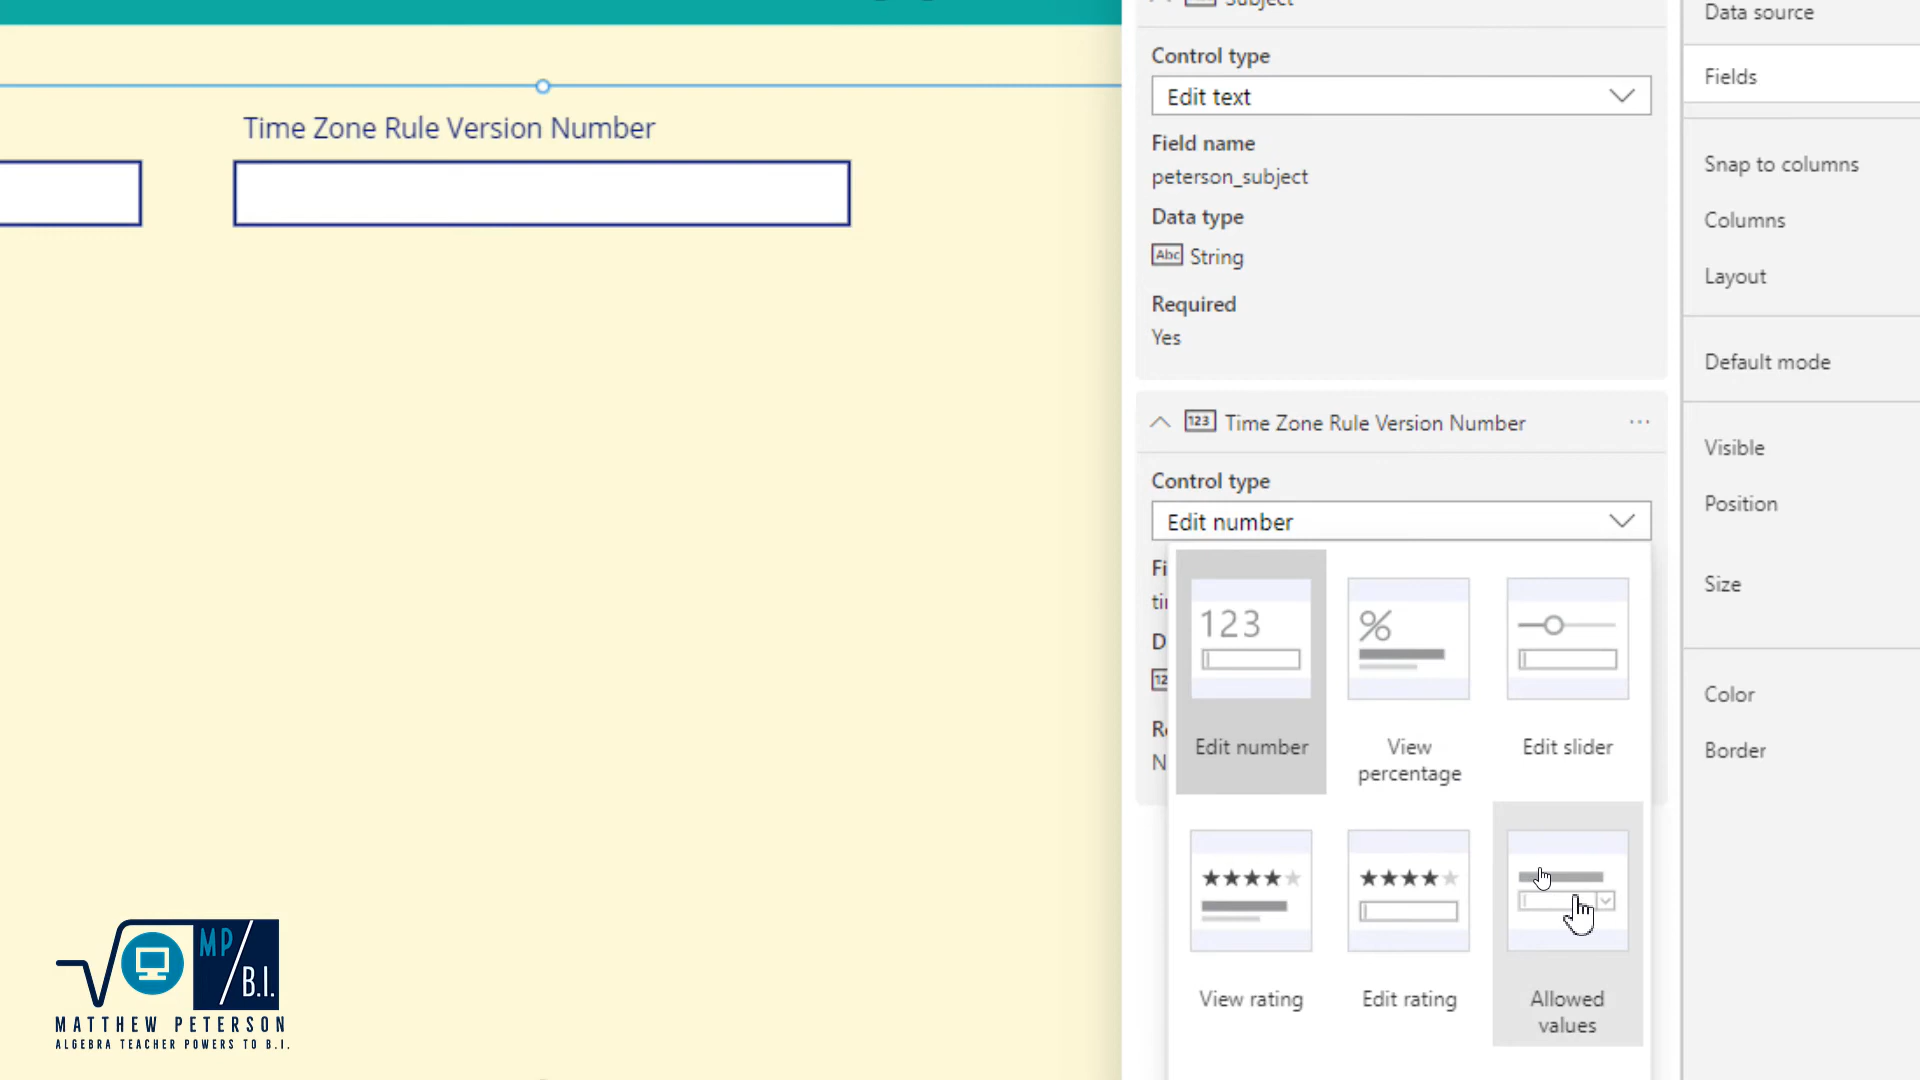 Subject
Data source
Control type
Edit text
Fields
Time Zone Rule Version Number
Field name
peterson_subject
Snap to columns
Data type
Abc String
Columns
Layout
Required
Yes
Default mode
123 Time Zone Rule Version Number ...
Visible
Control type
Edit number
Position
Size
123
%
Edit number
View
percentage
Edit slider
Color
Border
View rating
Edit rating
Allowed
values
MP/B.I.
MATTHEW PETERSON
ALGEBRA TEACHER POWERS TO B.I.